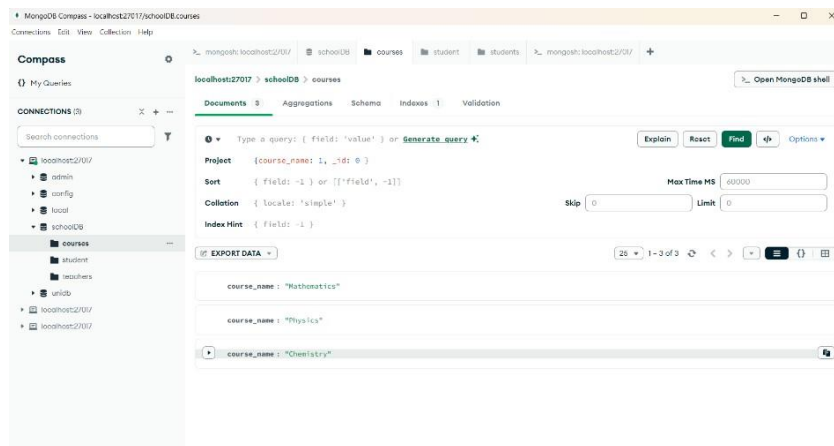 MongoDB Compass - localhost:27017/schoolDB.courses
Connections Edit View Collection Help
Compass
My Queries
CONNECTIONS (3)
Search connections
localhost:27017
admin
config
local
schoolDB
courses
student
teachers
unidb
localhost:27017
localhost:27017
>_ mongosh: localhost:27017 schoolDB courses student students >_ mongosh: localhost:27017 +
localhost:27017 > schoolDB > courses
>_ Open MongoDB shell
Documents 3 Aggregations Schema Indexes 1 Validation
Type a query: { field: 'value' } or Generate query
Explain Reset Find </> Options
Project {course_name: 1, _id: 0 }
Sort { field: -1 } or [['field', -1]]
Max Time MS 60000
Collation { locale: 'simple' }
Skip 0 Limit 0
Index Hint { field: -1 }
EXPORT DATA
25 1 - 3 of 3 {}
course_name : "Mathematics"
course_name : "Physics"
course_name : "Chemistry"